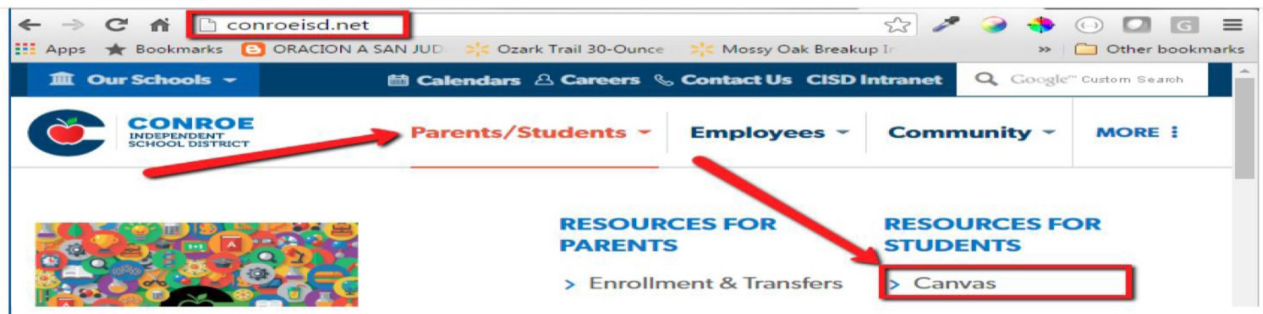 conroeisd.net
Apps Bookmarks ORACION A SAN JUD Ozark Trail 30-Ounce Mossy Oak Breakup In » Other bookmarks
Our Schools Calendars Careers Contact Us CISD Intranet Google™ Custom Search
CONROE
INDEPENDENT
SCHOOL DISTRICT
Parents/Students Employees Community MORE
RESOURCES FOR
PARENTS
> Enrollment & Transfers
RESOURCES FOR
STUDENTS
> Canvas